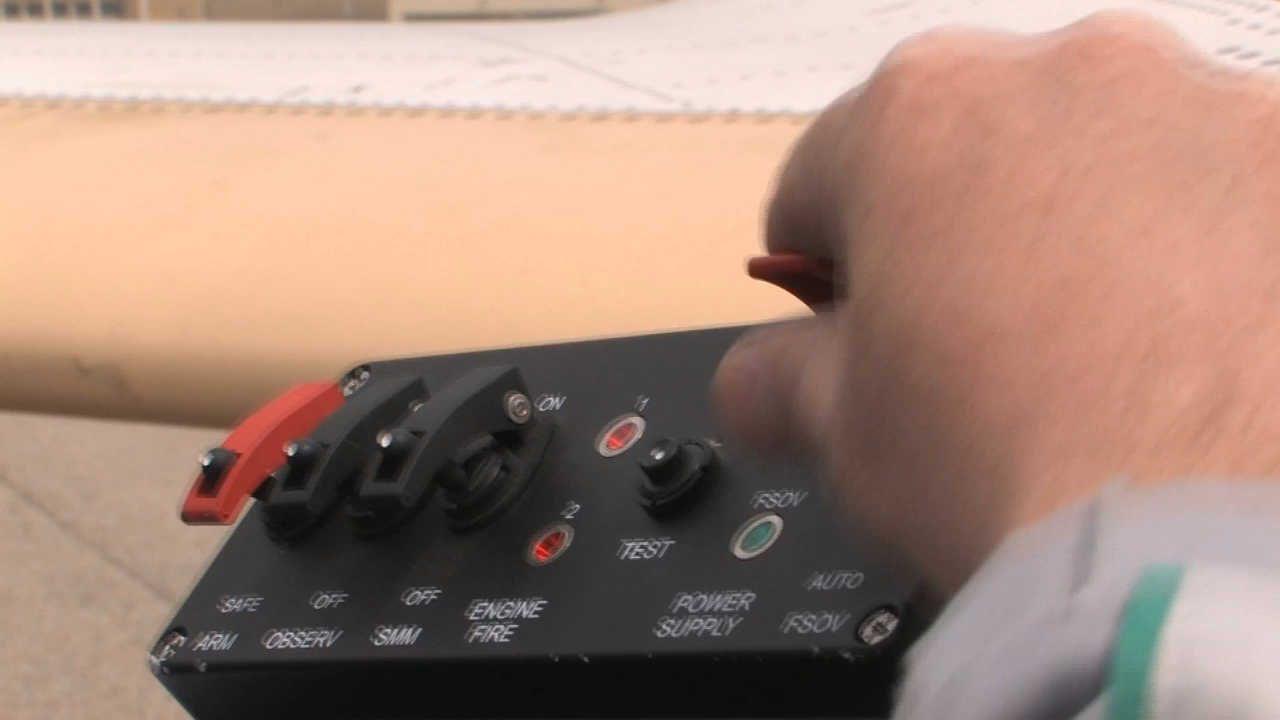 ON
1
2
FSOV
TEST
SAFE
OFF
OFF
ENGINE
FIRE
POWER
SUPPLY
AUTO
ARM
OBSERV
SMM
FSOV